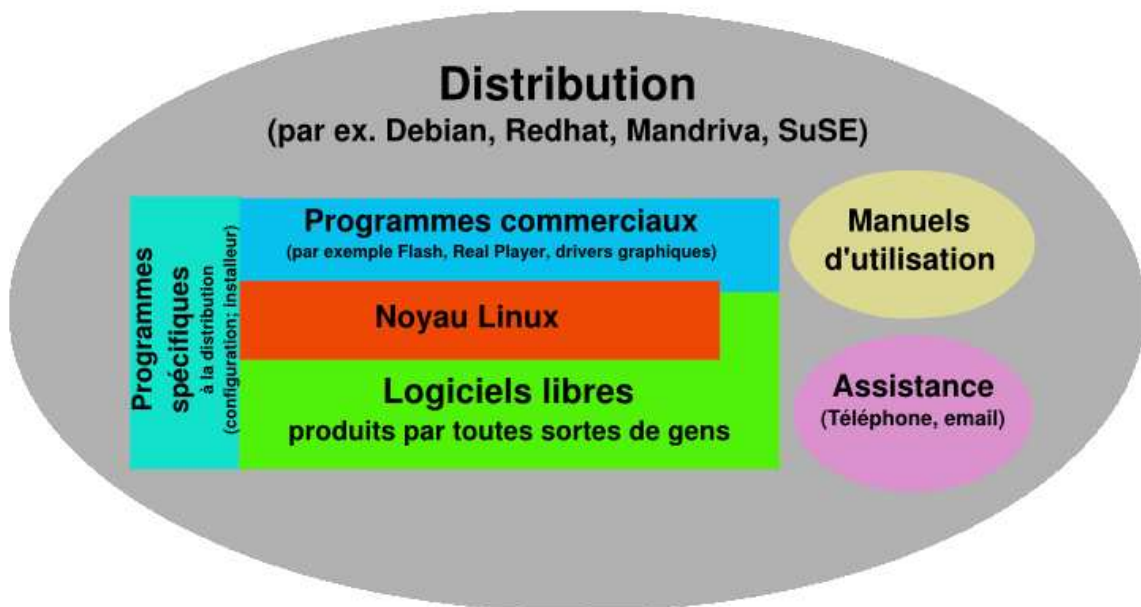 Distribution
(par ex. Debian, Redhat, Mandriva, SuSE)
Programmes
spécifiques
à la distribution
(configuration; installeur)
Programmes commerciaux
(par exemple Flash, Real Player, drivers graphiques)
Noyau Linux
Logiciels libres
produits par toutes sortes de gens
Manuels
d'utilisation
Assistance
(Téléphone, email)